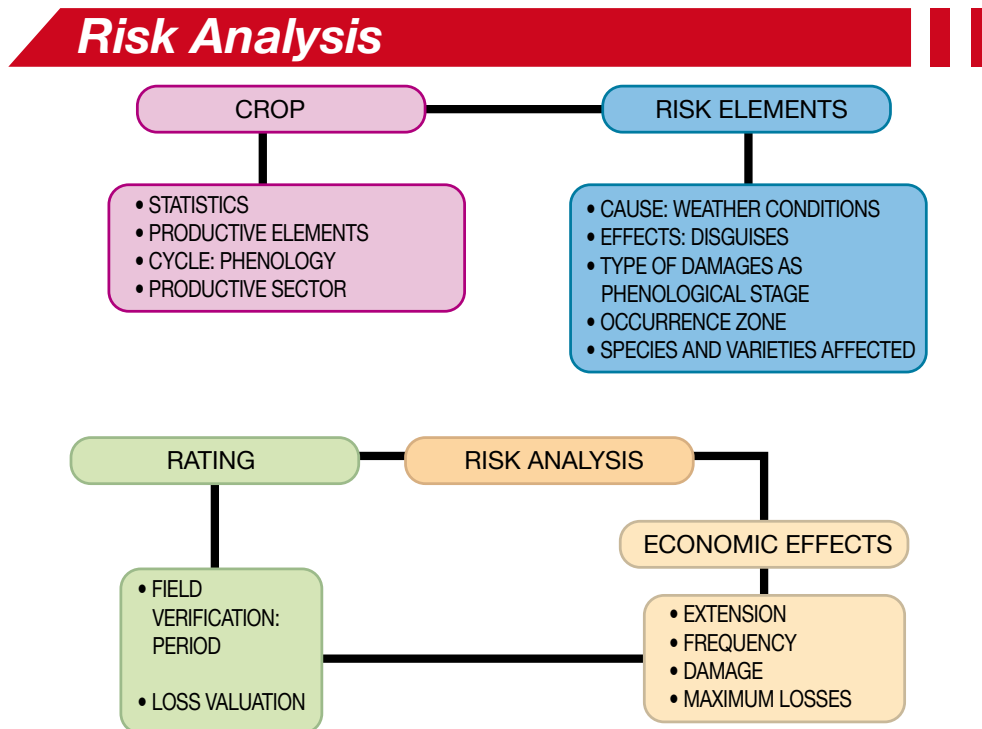 Risk Analysis
CROP
RISK ELEMENTS
• STATISTICS
• PRODUCTIVE ELEMENTS
• CYCLE: PHENOLOGY
• PRODUCTIVE SECTOR
• CAUSE: WEATHER CONDITIONS
• EFFECTS: DISGUISES
• TYPE OF DAMAGES AS
PHENOLOGICAL STAGE
• OCCURRENCE ZONE
• SPECIES AND VARIETIES AFFECTED
RATING
RISK ANALYSIS
ECONOMIC EFFECTS
• FIELD
VERIFICATION:
PERIOD
• LOSS VALUATION
• EXTENSION
• FREQUENCY
• DAMAGE
• MAXIMUM LOSSES